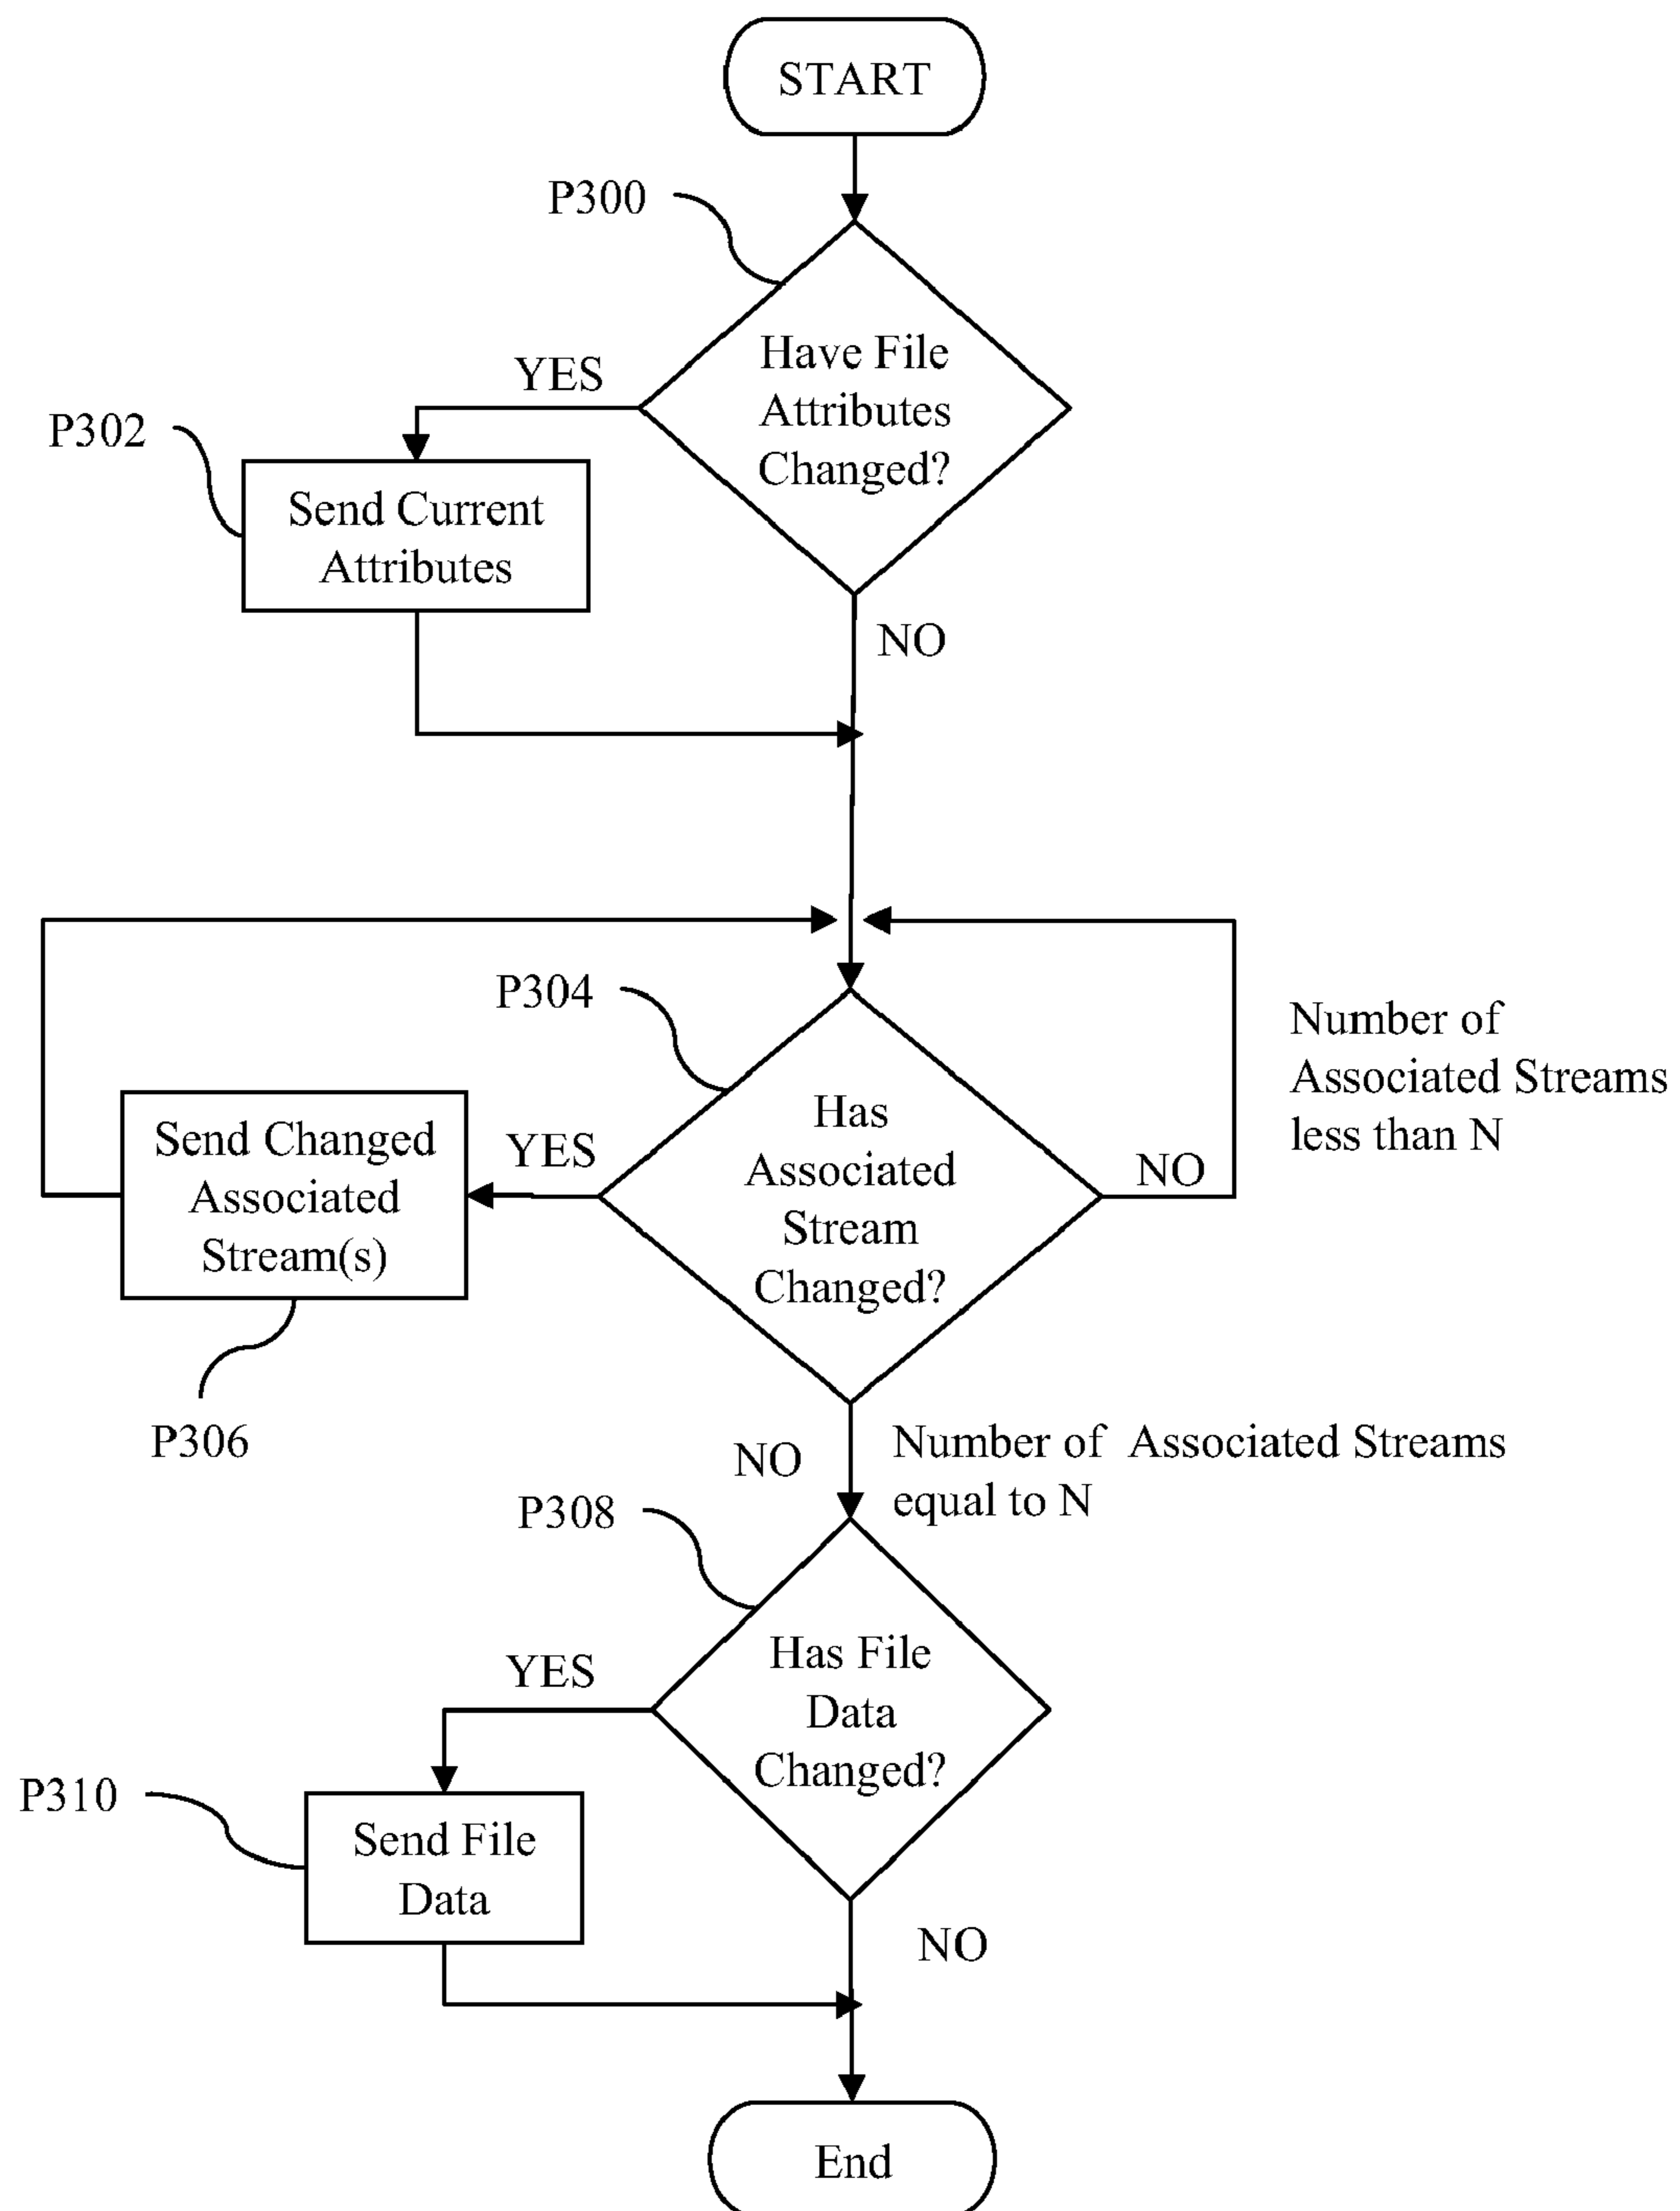 START
P300
Have File
Attributes
Changed?
YES
P302
Send Current
Attributes
NO
P304
Number of
Associated Streams
less than N
Has
Associated
Stream
Changed?
YES
NO
Send Changed
Associated
Stream(s)
P306
NO
Number of Associated Streams
equal to N
P308
Has File
Data
Changed?
YES
P310
Send File
Data
NO
End